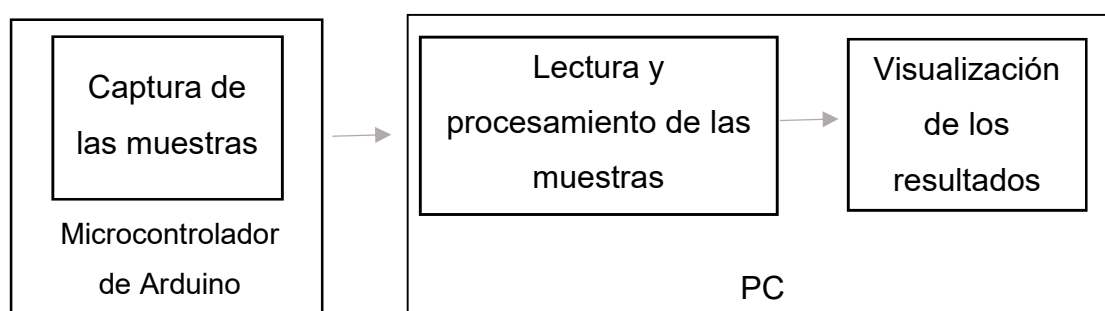 Captura de
las muestras
Microcontrolador
de Arduino
Lectura y
procesamiento de las
muestras
Visualización
de los
resultados
PC